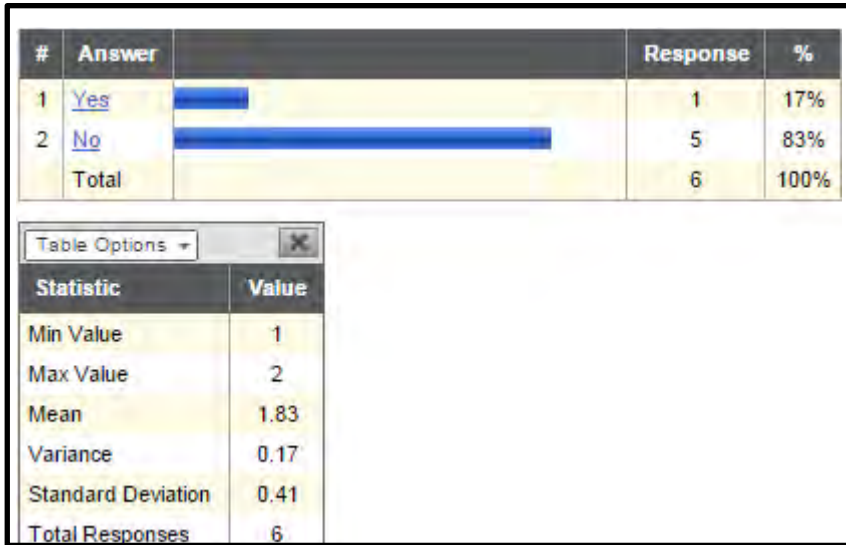 # Answer Response %
1 Yes 1 17%
2 No 5 83%
Total 6 100%
Table Options
Statistic Value
Min Value 1
Max Value 2
Mean 1.83
Variance 0.17
Standard Deviation 0.41
Total Responses 6